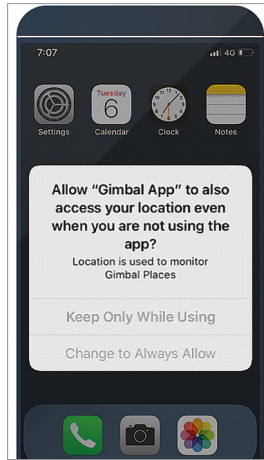 7:07
4G
Tuesday
6
Settings
Calendar
Clock
Notes
Allow “Gimbal App” to also
access your location even
when you are not using the
app?
Location is used to monitor
Gimbal Places
Keep Only While Using
Change to Always Allow